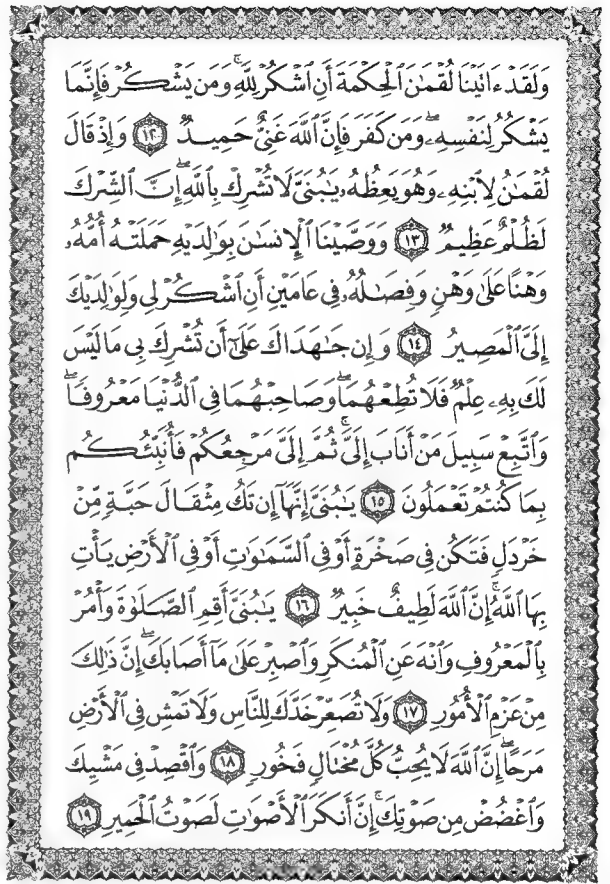 وَلَقَدْ ءَاتَيْنَا لُقْمَٰنَ ٱلْحِكْمَةَ أَنِ ٱشْكُرْ لِلَّهِ ۚ وَمَن يَشْكُرْ فَإِنَّمَا
يَشْكُرُ لِنَفْسِهِۦ ۖ وَمَن كَفَرَ فَإِنَّ ٱللَّهَ غَنِىٌّ حَمِيدٌ ١٢ وَإِذْ قَالَ
لُقْمَٰنُ لِٱبْنِهِۦ وَهُوَ يَعِظُهُۥ يَٰبُنَىَّ لَا تُشْرِكْ بِٱللَّهِ ۖ إِنَّ ٱلشِّرْكَ
لَظُلْمٌ عَظِيمٌ ١٣ وَوَصَّيْنَا ٱلْإِنسَٰنَ بِوَٰلِدَيْهِ حَمَلَتْهُ أُمُّهُۥ
وَهْنًا عَلَىٰ وَهْنٍ وَفِصَٰلُهُۥ فِى عَامَيْنِ أَنِ ٱشْكُرْ لِى وَلِوَٰلِدَيْكَ
إِلَىَّ ٱلْمَصِيرُ ١٤ وَإِن جَٰهَدَاكَ عَلَىٰٓ أَن تُشْرِكَ بِى مَا لَيْسَ
لَكَ بِهِۦ عِلْمٌ فَلَا تُطِعْهُمَا ۖ وَصَاحِبْهُمَا فِى ٱلدُّنْيَا مَعْرُوفًا ۖ
وَٱتَّبِعْ سَبِيلَ مَنْ أَنَابَ إِلَىَّ ۚ ثُمَّ إِلَىَّ مَرْجِعُكُمْ فَأُنَبِّئُكُم
بِمَا كُنتُمْ تَعْمَلُونَ ١٥ يَٰبُنَىَّ إِنَّهَآ إِن تَكُ مِثْقَالَ حَبَّةٍ مِّنْ
خَرْدَلٍ فَتَكُن فِى صَخْرَةٍ أَوْ فِى ٱلسَّمَٰوَٰتِ أَوْ فِى ٱلْأَرْضِ يَأْتِ
بِهَا ٱللَّهُ ۚ إِنَّ ٱللَّهَ لَطِيفٌ خَبِيرٌ ١٦ يَٰبُنَىَّ أَقِمِ ٱلصَّلَوٰةَ وَأْمُرْ
بِٱلْمَعْرُوفِ وَٱنْهَ عَنِ ٱلْمُنكَرِ وَٱصْبِرْ عَلَىٰ مَآ أَصَابَكَ ۖ إِنَّ ذَٰلِكَ
مِنْ عَزْمِ ٱلْأُمُورِ ١٧ وَلَا تُصَعِّرْ خَدَّكَ لِلنَّاسِ وَلَا تَمْشِ فِى ٱلْأَرْضِ
مَرَحًا ۖ إِنَّ ٱللَّهَ لَا يُحِبُّ كُلَّ مُخْتَالٍ فَخُورٍ ١٨ وَٱقْصِدْ فِى مَشْيِكَ
وَٱغْضُضْ مِن صَوْتِكَ ۚ إِنَّ أَنكَرَ ٱلْأَصْوَٰتِ لَصَوْتُ ٱلْحَمِيرِ ١٩